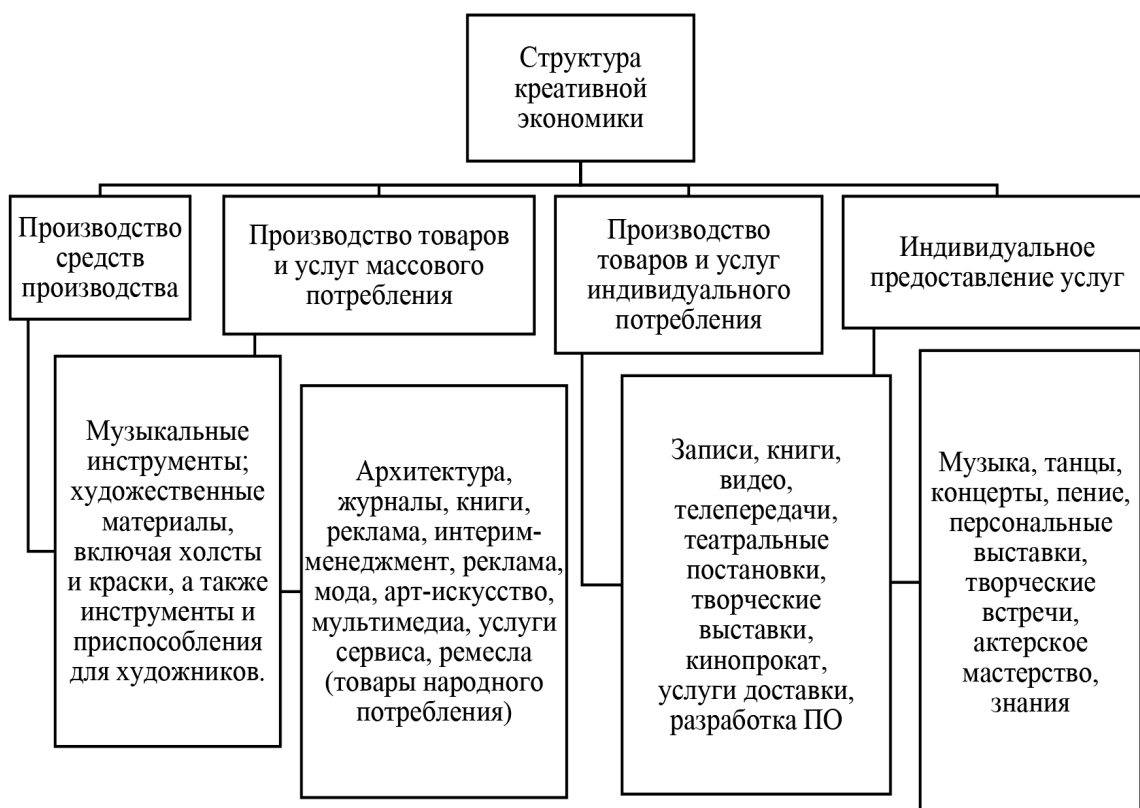 Структура
креативной
экономики
Производство
средств
производства
Производство товаров
и услуг массового
потребления
Производство
товаров и услуг
индивидуального
потребления
Индивидуальное
предоставление услуг
Музыкальные
инструменты;
художественные
материалы,
включая холсты
и краски, а также
инструменты и
приспособления
для художников.
Архитектура,
журналы, книги,
реклама, интерим-
менеджмент, реклама,
мода, арт-искусство,
мультимедиа, услуги
сервиса, ремесла
(товары народного
потребления)
Записи, книги,
видео,
телепередачи,
театральные
постановки,
творческие
выставки,
кинопрокат,
услуги доставки,
разработка ПО
Музыка, танцы,
концерты, пение,
персональные
выставки,
творческие
встречи,
актерское
мастерство,
знания